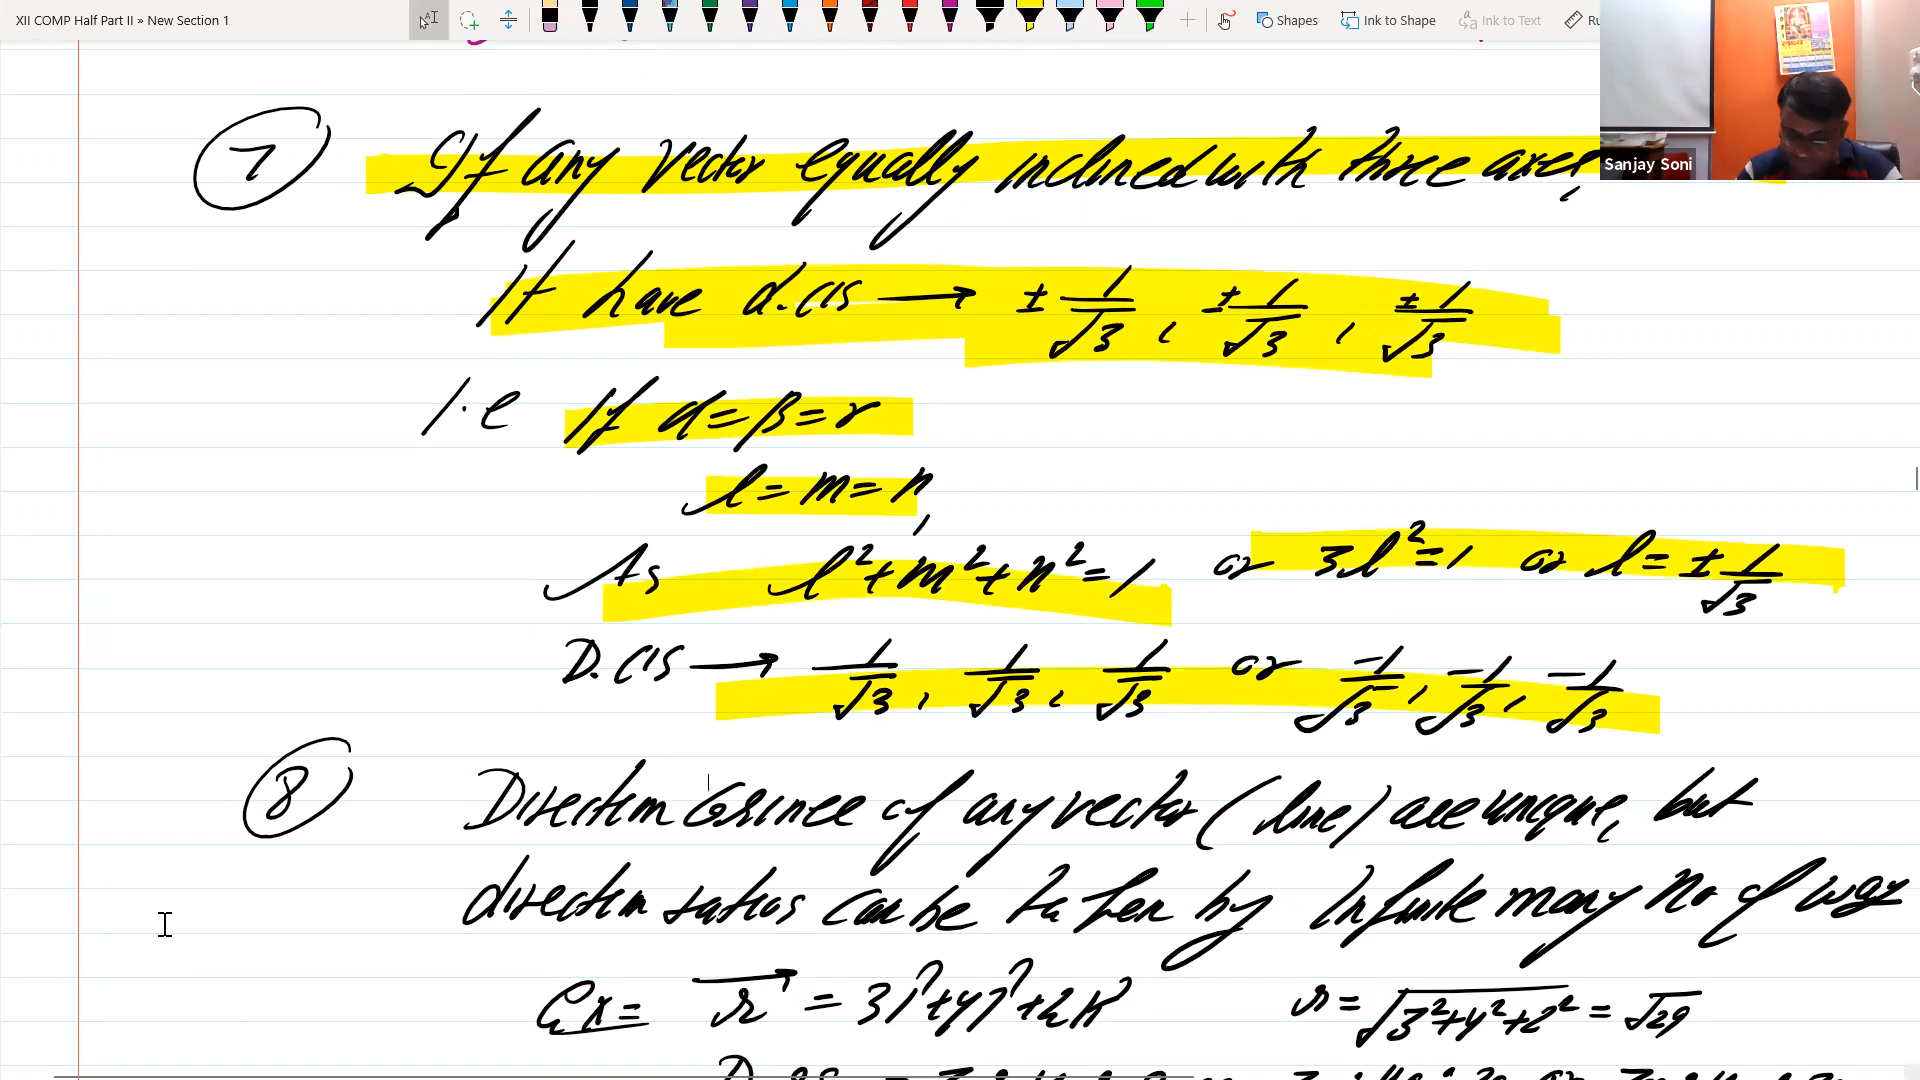 XII COMP Half Part II » New Section 1
Shapes
Ink to Shape
Ink to Text
Ru
Sanjay Soni
7 If any vector equally inclined with three axes,
It have d.c's → ± 1/√3 , ± 1/√3 , ± 1/√3
I.e If α = β = γ
l = m = n,
As l² + m² + n² = 1 or 3l² = 1 or l = ± 1/√3
D.c's → 1/√3 , 1/√3 , 1/√3 or -1/√3 , -1/√3 , -1/√3
8 Direction Cosines of any vector (line) are unique, but
direction ratios can be taken by Infinite many No of way
Ex= r⃗ = 3î + 4ĵ + 2k̂ r = √3²+4²+2² = √29